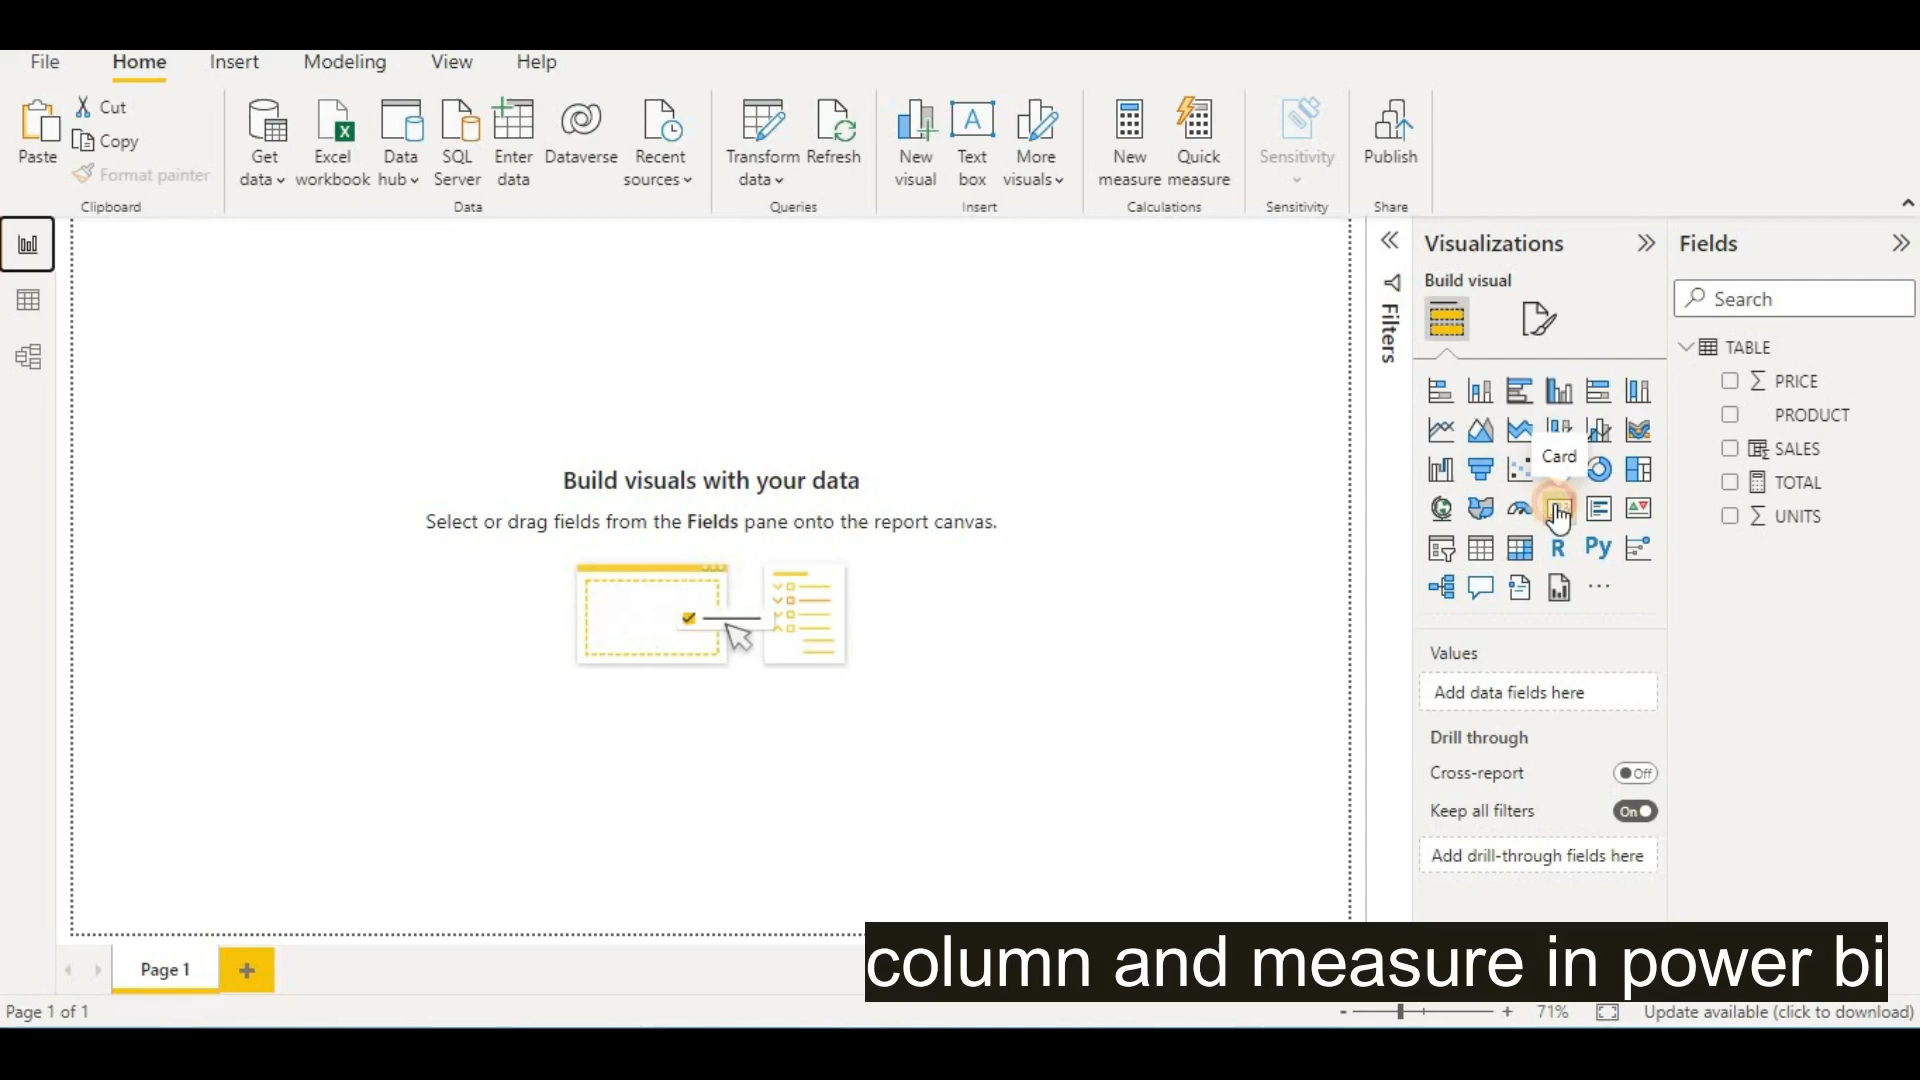 File Home Insert Modeling View Help
Cut
Copy
Paste
Format painter
Get data
Excel workbook
Data hub
SQL Server
Enter data
Dataverse
Recent sources
Transform data
Refresh
New visual
Text box
More visuals
New measure
Quick measure
Sensitivity
Publish
Clipboard Data Queries Insert Calculations Sensitivity Share
Build visuals with your data
Select or drag fields from the Fields pane onto the report canvas.
Filters
Visualizations
Build visual
Card
R Py
Values
Add data fields here
Drill through
Cross-report Off
Keep all filters On
Add drill-through fields here
Fields
Search
TABLE
PRICE
PRODUCT
SALES
TOTAL
UNITS
column and measure in power bi
Page 1
Page 1 of 1
- + 71% Update available (click to download)